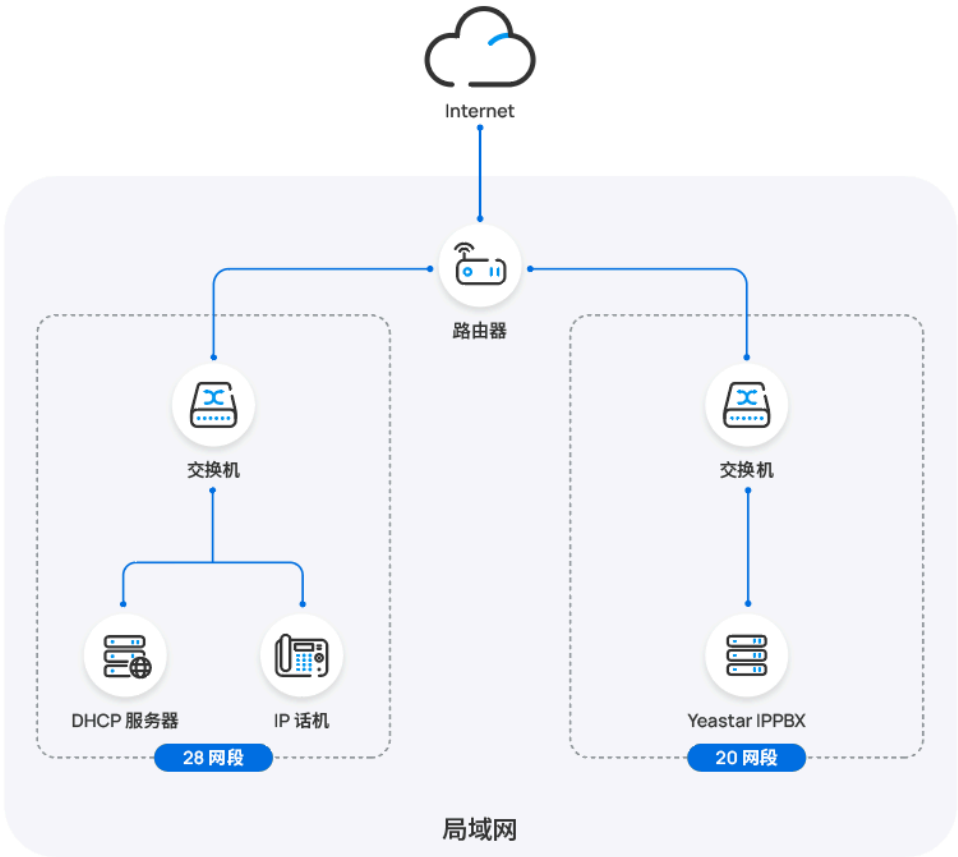 Internet
路由器
交换机
交换机
DHCP 服务器
IP 话机
Yeastar IPPBX
28 网段
20 网段
局域网